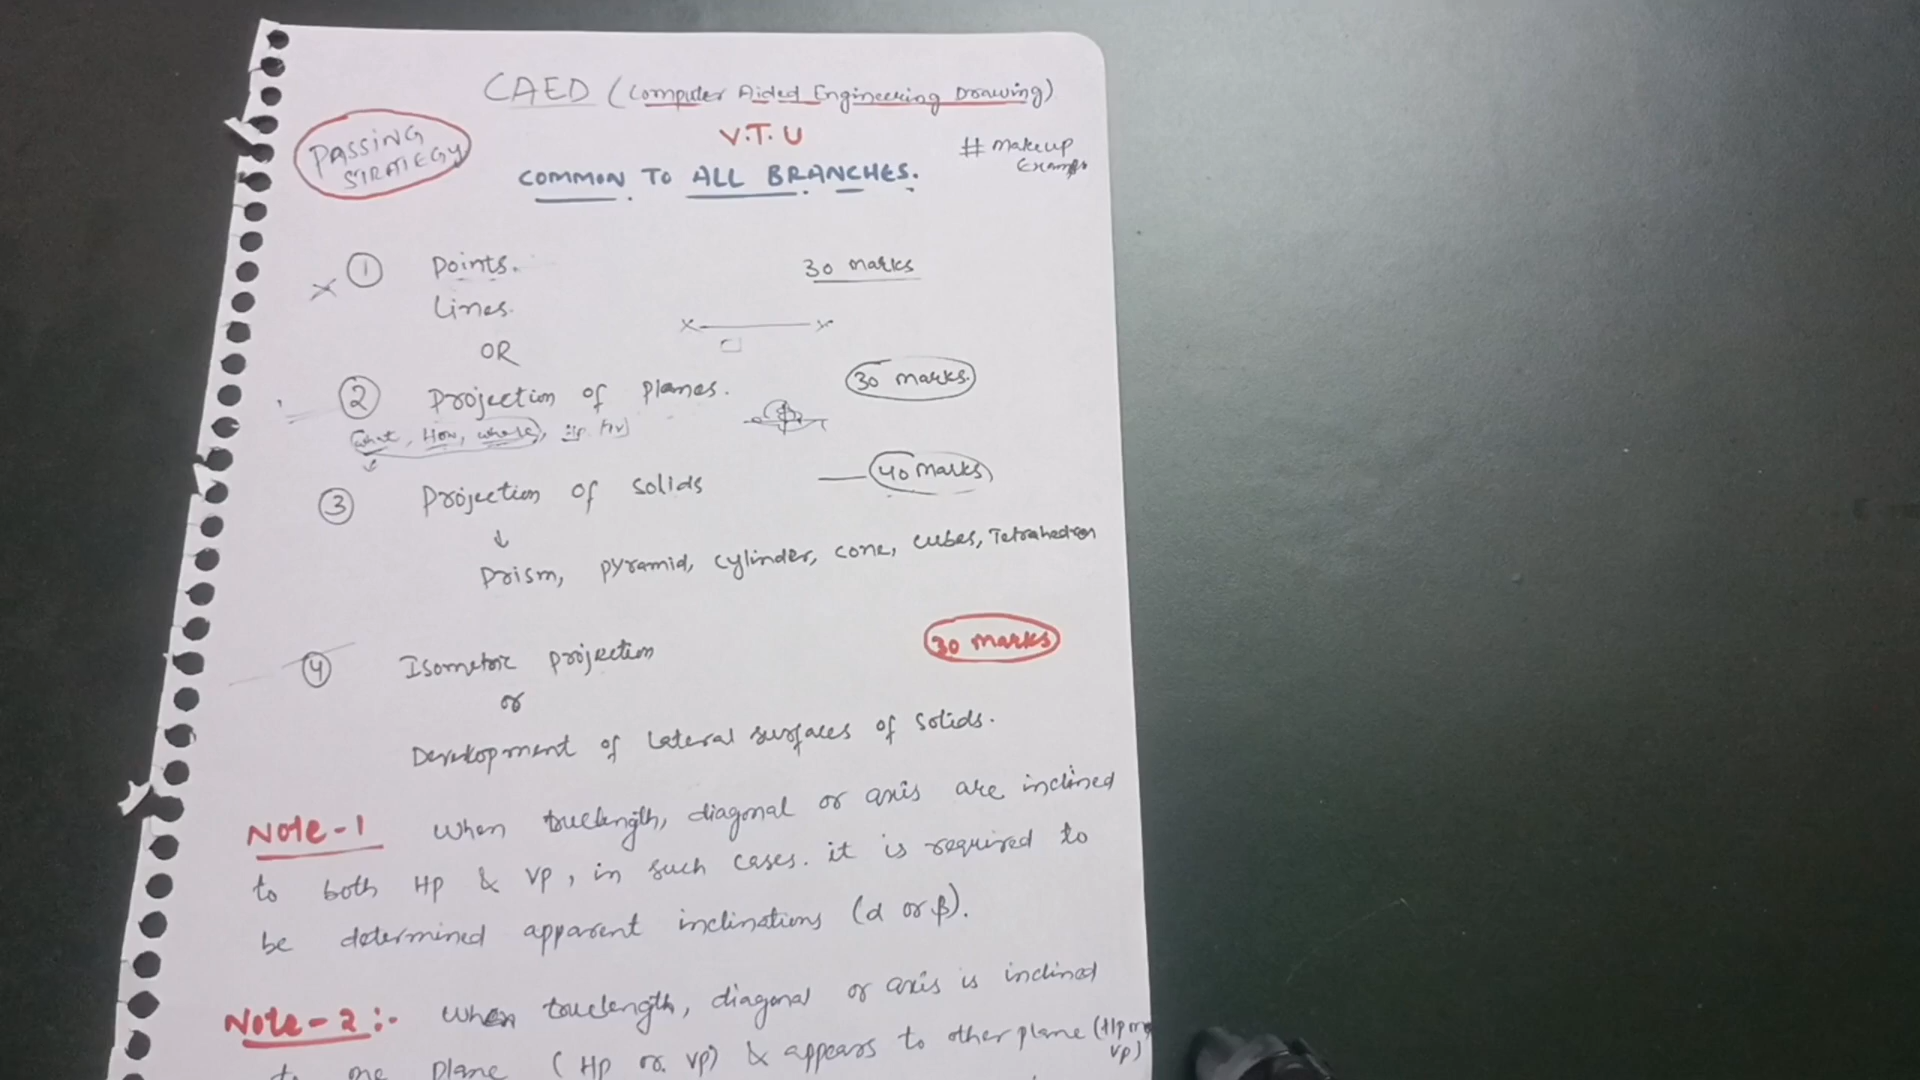 CAED (Computer Aided Engineering Drawing)
PASSING
STRATEGY
V.T.U
# makeup
Exams
COMMON TO ALL BRANCHES.
① Points. 30 marks
Lines.
OR
② Projection of planes. 30 marks.
What, How, where,
③ Projection of solids — 40 marks
Prism, pyramid, cylinder, cone, cubes, Tetrahedron
④ Isometric projection 30 marks
or
Development of lateral surfaces of solids.
Note-1 When truelength, diagonal or axis are inclined
to both Hp & Vp, in such cases. it is required to
be determined apparent inclinations (α or β).
Note-2:- When truelength, diagonal or axis is inclined
to one plane (Hp or. Vp) & appears to other plane (Hp or
Vp)